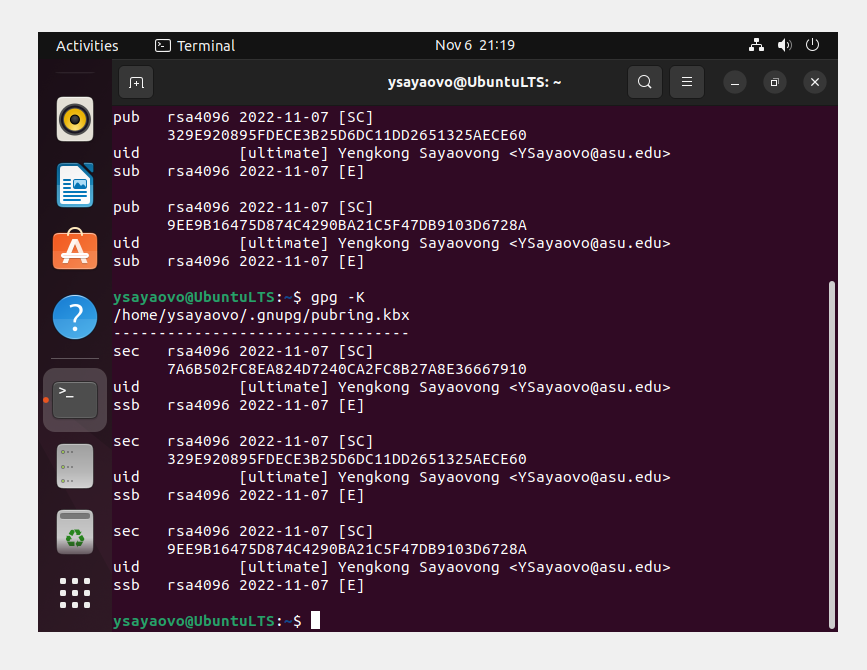 Activities
Terminal
Nov 6 21:19
ysayaovo@UbuntuLTS: ~
pub   rsa4096 2022-11-07 [SC]
      329E920895FDECE3B25D6DC11DD2651325AECE60
uid           [ultimate] Yengkong Sayaovong <YSayaovo@asu.edu>
sub   rsa4096 2022-11-07 [E]
pub   rsa4096 2022-11-07 [SC]
      9EE9B16475D874C4290BA21C5F47DB9103D6728A
uid           [ultimate] Yengkong Sayaovong <YSayaovo@asu.edu>
sub   rsa4096 2022-11-07 [E]
ysayaovo@UbuntuLTS:~$ gpg -K
/home/ysayaovo/.gnupg/pubring.kbx
---------------------------------
sec   rsa4096 2022-11-07 [SC]
      7A6B502FC8EA824D7240CA2FC8B27A8E36667910
uid           [ultimate] Yengkong Sayaovong <YSayaovo@asu.edu>
ssb   rsa4096 2022-11-07 [E]
sec   rsa4096 2022-11-07 [SC]
      329E920895FDECE3B25D6DC11DD2651325AECE60
uid           [ultimate] Yengkong Sayaovong <YSayaovo@asu.edu>
ssb   rsa4096 2022-11-07 [E]
sec   rsa4096 2022-11-07 [SC]
      9EE9B16475D874C4290BA21C5F47DB9103D6728A
uid           [ultimate] Yengkong Sayaovong <YSayaovo@asu.edu>
ssb   rsa4096 2022-11-07 [E]
ysayaovo@UbuntuLTS:~$